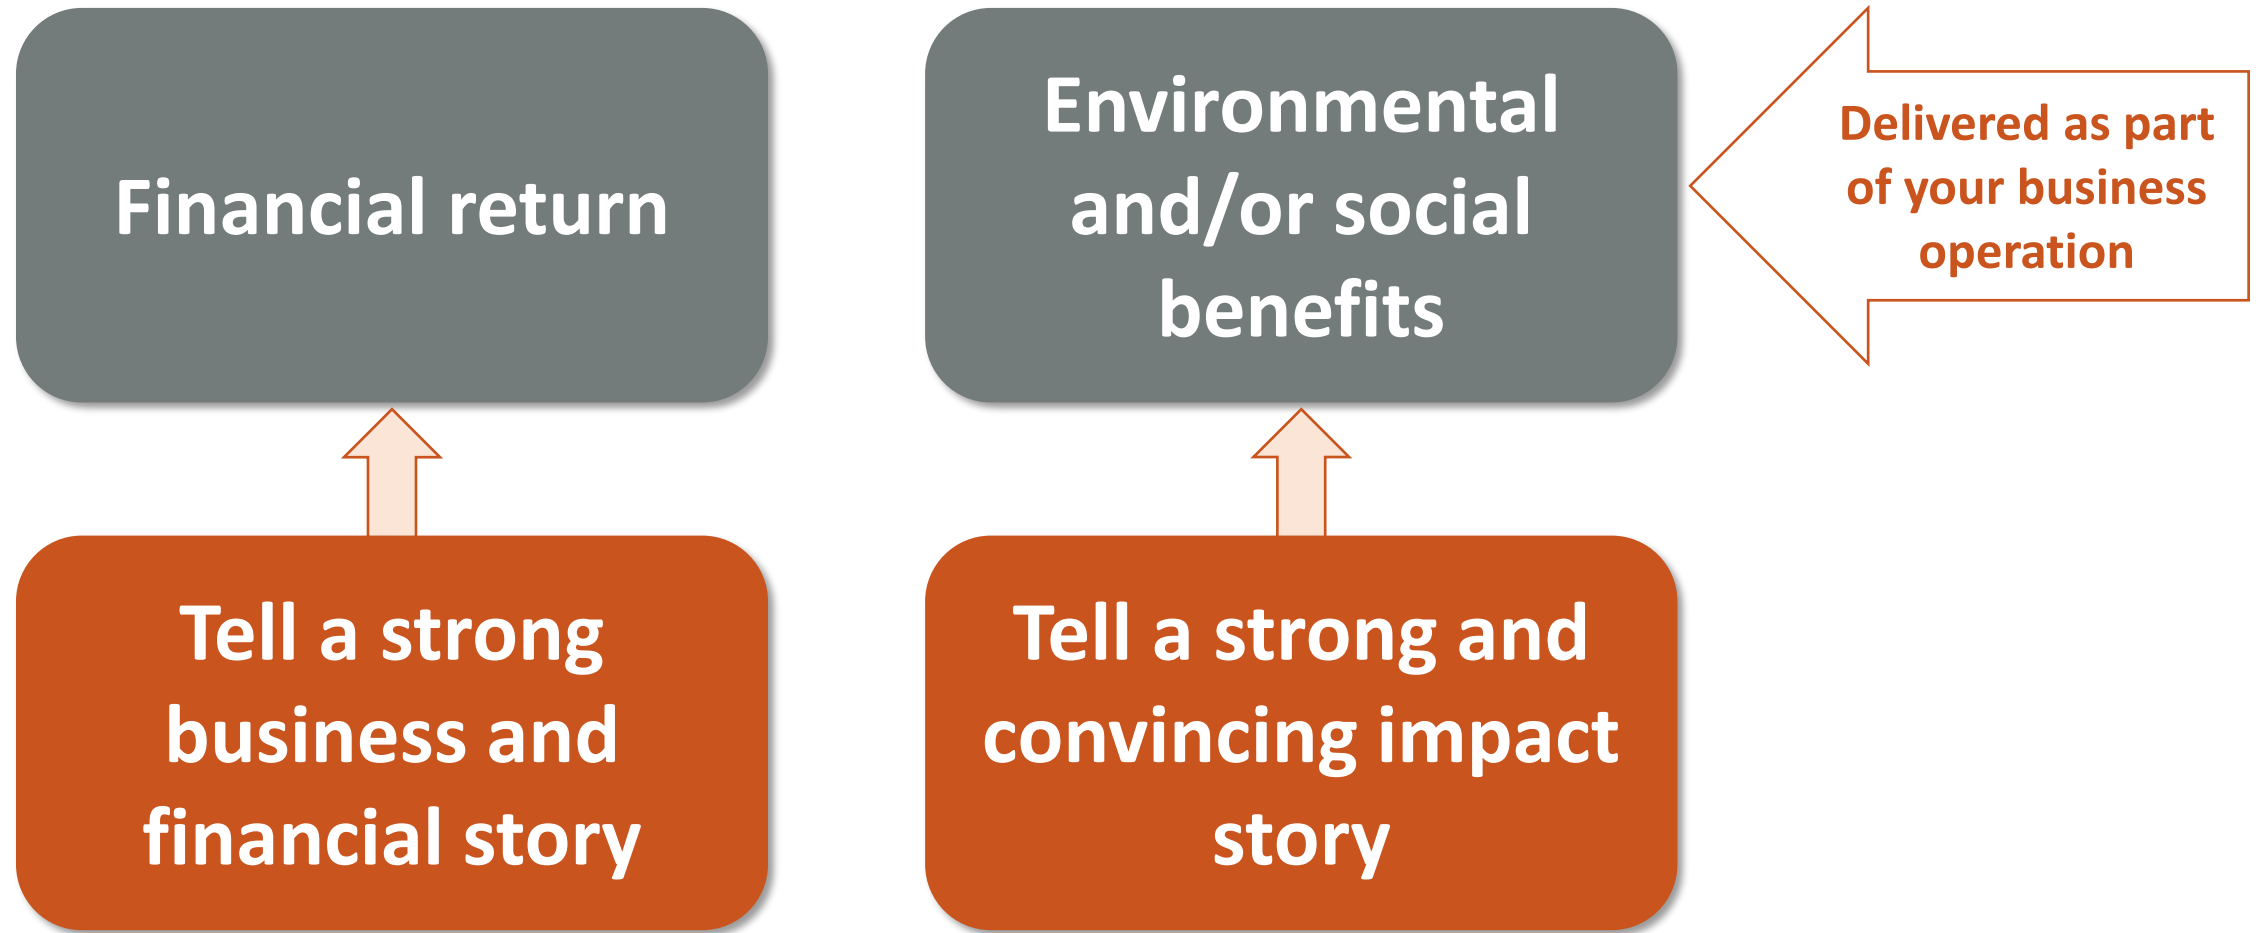 Financial return
Environmental
and/or social
benefits
Delivered as part
of your business
operation
Tell a strong
business and
financial story
Tell a strong and
convincing impact
story